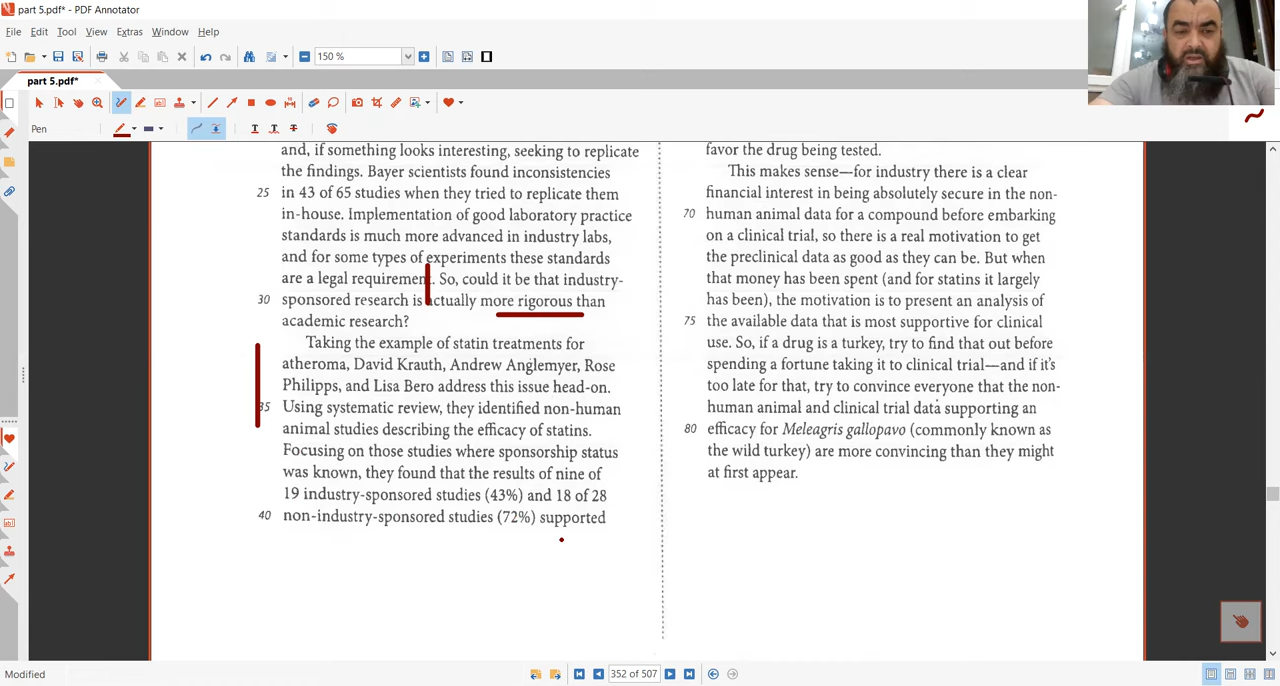 part 5.pdf* - PDF Annotator
File Edit Tool View Extras Window Help
150 %
part 5.pdf*
Pen
and, if something looks interesting, seeking to replicate
the findings. Bayer scientists found inconsistencies
25 in 43 of 65 studies when they tried to replicate them
in-house. Implementation of good laboratory practice
standards is much more advanced in industry labs,
and for some types of experiments these standards
are a legal requirement. So, could it be that industry-
30 sponsored research is actually more rigorous than
academic research?
Taking the example of statin treatments for
atheroma, David Krauth, Andrew Anglemyer, Rose
Philipps, and Lisa Bero address this issue head-on.
35 Using systematic review, they identified non-human
animal studies describing the efficacy of statins.
Focusing on those studies where sponsorship status
was known, they found that the results of nine of
19 industry-sponsored studies (43%) and 18 of 28
40 non-industry-sponsored studies (72%) supported
favor the drug being tested.
This makes sense—for industry there is a clear
financial interest in being absolutely secure in the non-
70 human animal data for a compound before embarking
on a clinical trial, so there is a real motivation to get
the preclinical data as good as they can be. But when
that money has been spent (and for statins it largely
has been), the motivation is to present an analysis of
75 the available data that is most supportive for clinical
use. So, if a drug is a turkey, try to find that out before
spending a fortune taking it to clinical trial—and if it's
too late for that, try to convince everyone that the non-
human animal and clinical trial data supporting an
80 efficacy for Meleagris gallopavo (commonly known as
the wild turkey) are more convincing than they might
at first appear.
Modified
352 of 507